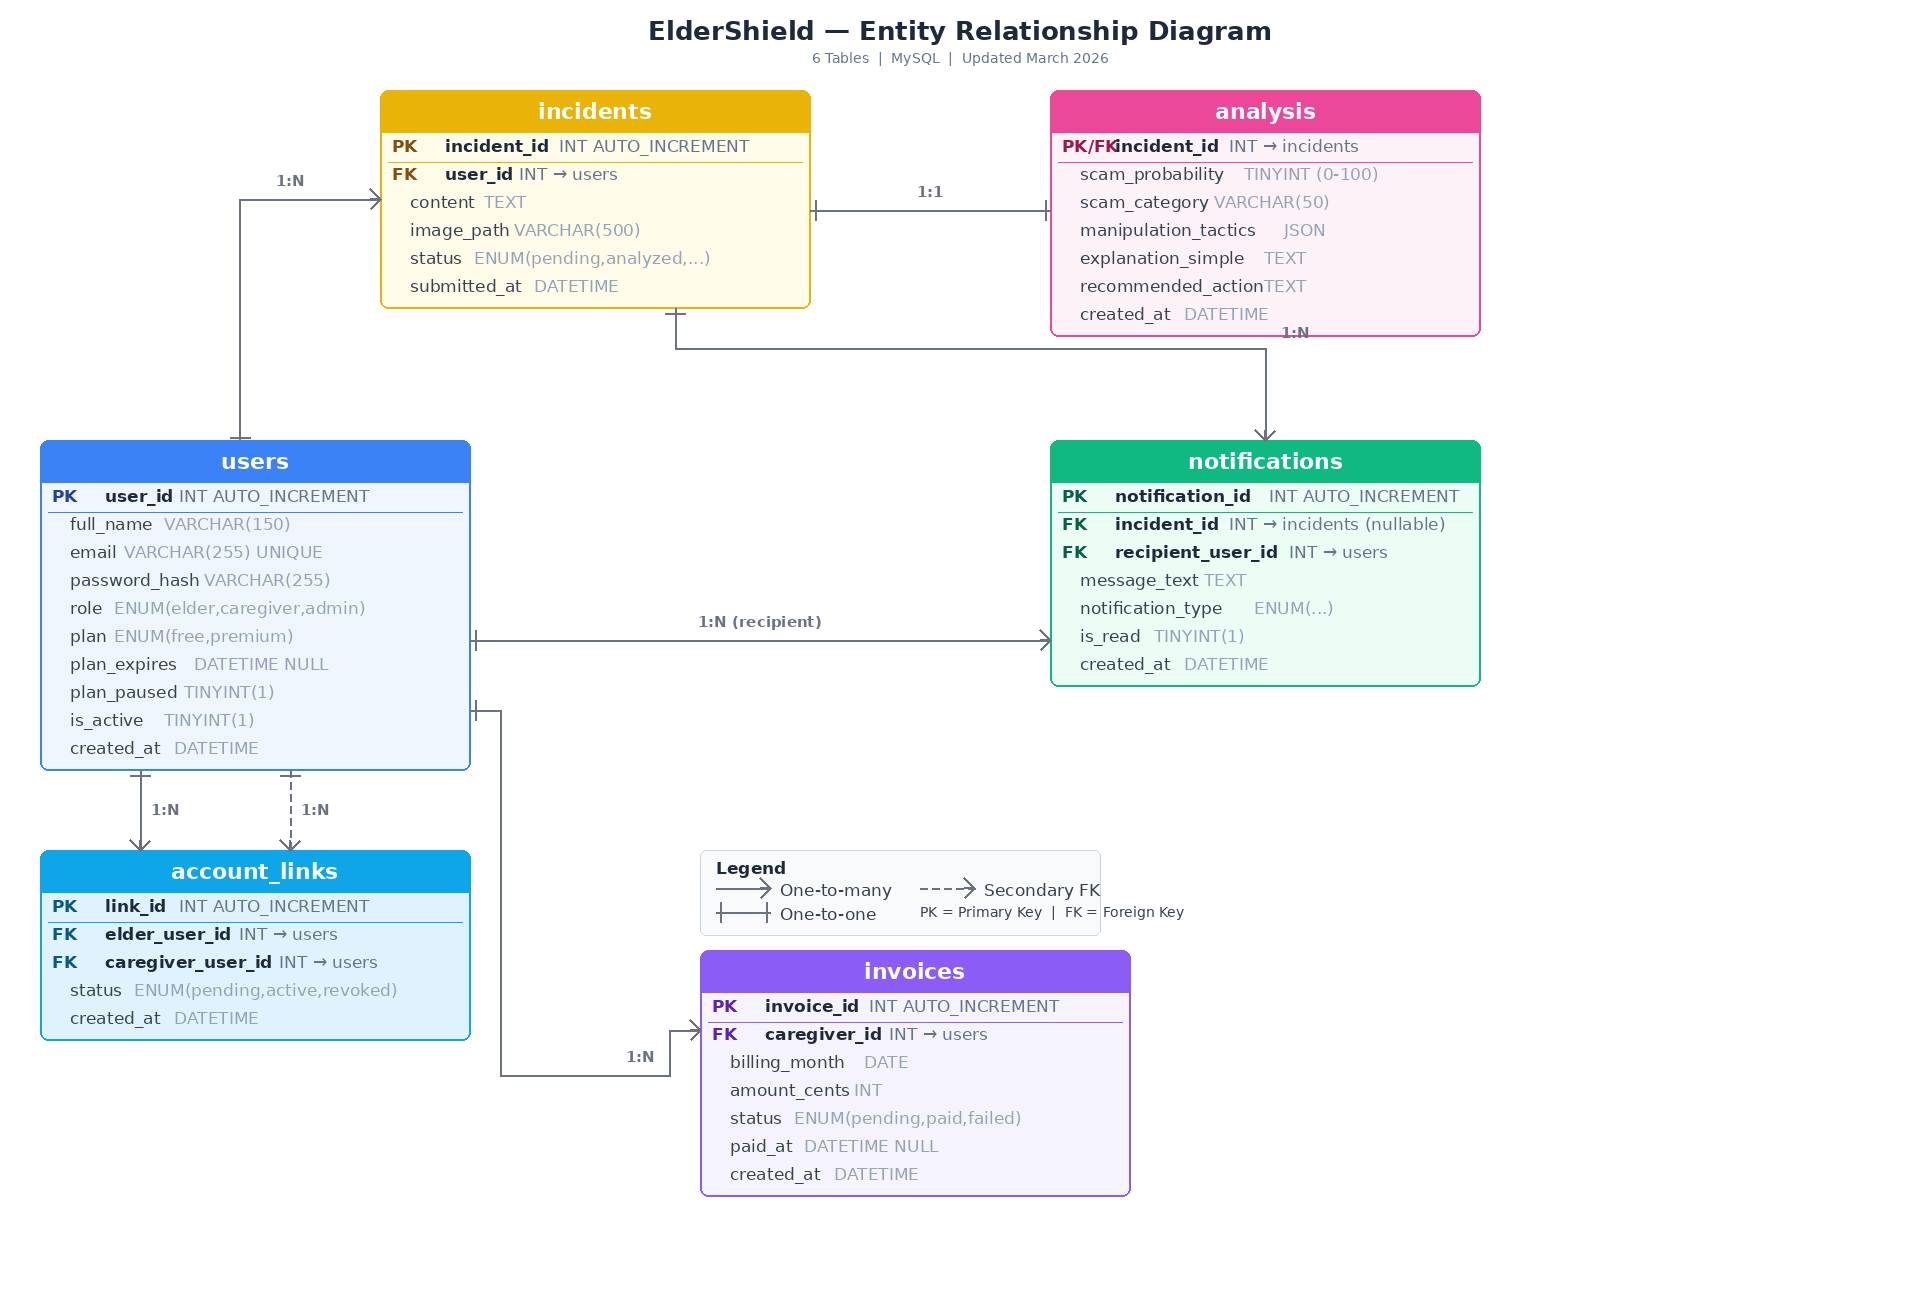 ElderShield — Entity Relationship Diagram
6 Tables | MySQL | Updated March 2026
incidents
PK incident_id INT AUTO_INCREMENT
FK user_id INT → users
content TEXT
image_path VARCHAR(500)
status ENUM(pending,analyzed,...)
submitted_at DATETIME
1:N
1:1
analysis
PK/FK incident_id INT → incidents
scam_probability TINYINT (0-100)
scam_category VARCHAR(50)
manipulation_tactics JSON
explanation_simple TEXT
recommended_action TEXT
created_at DATETIME
1:N
users
PK user_id INT AUTO_INCREMENT
full_name VARCHAR(150)
email VARCHAR(255) UNIQUE
password_hash VARCHAR(255)
role ENUM(elder,caregiver,admin)
plan ENUM(free,premium)
plan_expires DATETIME NULL
plan_paused TINYINT(1)
is_active TINYINT(1)
created_at DATETIME
1:N (recipient)
notifications
PK notification_id INT AUTO_INCREMENT
FK incident_id INT → incidents (nullable)
FK recipient_user_id INT → users
message_text TEXT
notification_type ENUM(...)
is_read TINYINT(1)
created_at DATETIME
1:N
1:N
account_links
PK link_id INT AUTO_INCREMENT
FK elder_user_id INT → users
FK caregiver_user_id INT → users
status ENUM(pending,active,revoked)
created_at DATETIME
Legend
One-to-many
Secondary FK
One-to-one
PK = Primary Key | FK = Foreign Key
1:N
invoices
PK invoice_id INT AUTO_INCREMENT
FK caregiver_id INT → users
billing_month DATE
amount_cents INT
status ENUM(pending,paid,failed)
paid_at DATETIME NULL
created_at DATETIME